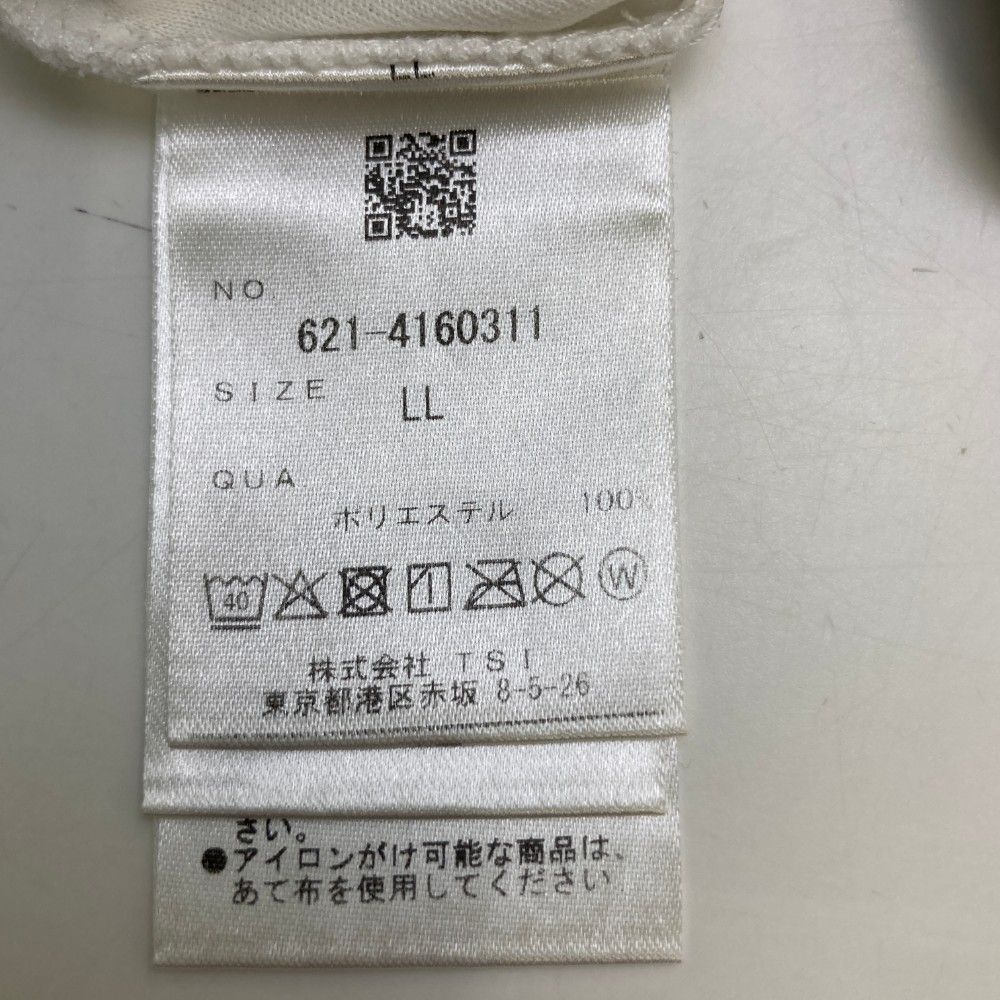 LL
NO.
621-4160311
SIZE
LL
QUA
ポリエステル 100%
40
W
株式会社 TSI
東京都港区赤坂 8-5-26
さい。
●アイロンがけ可能な商品は、
あて布を使用してください